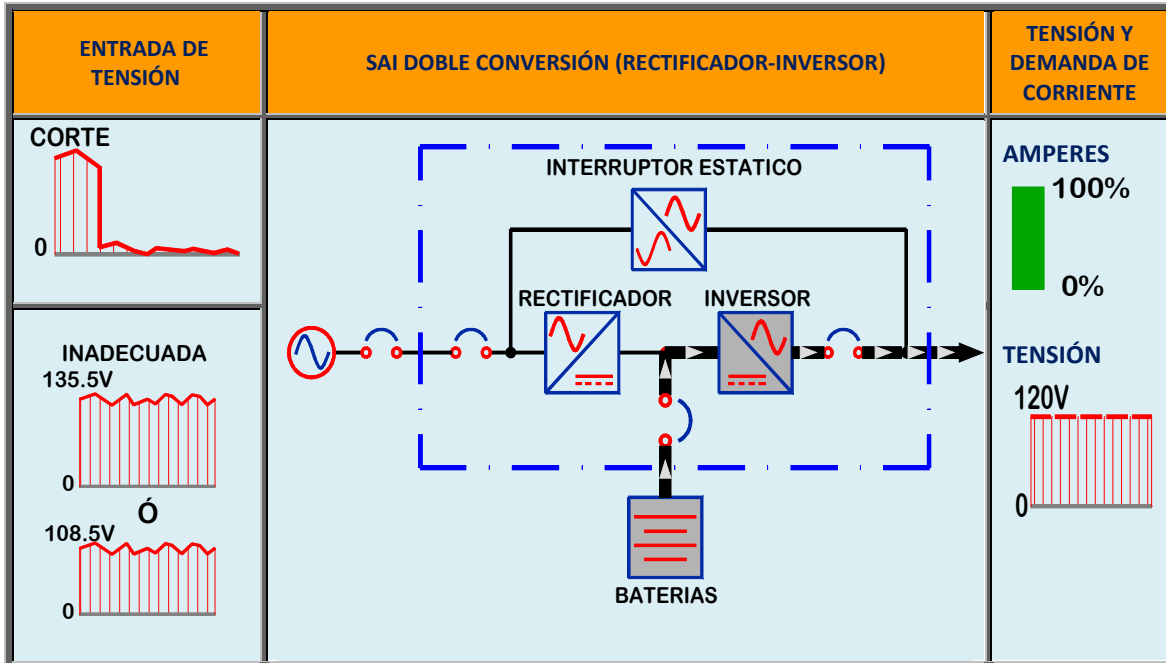 ENTRADA DE
TENSIÓN
SAI DOBLE CONVERSIÓN (RECTIFICADOR-INVERSOR)
TENSIÓN Y
DEMANDA DE
CORRIENTE
CORTE
0
INADECUADA
135.5V
0
Ó
108.5V
0
INTERRUPTOR ESTATICO
RECTIFICADOR
INVERSOR
BATERIAS
AMPERES
100%
0%
TENSIÓN
120V
0